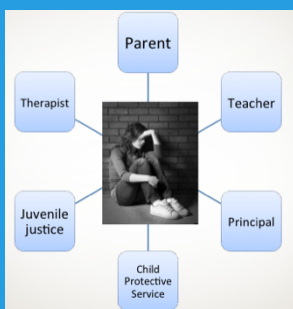 Parent
Therapist
Teacher
Juvenile
justice
Principal
Child
Protective
Service